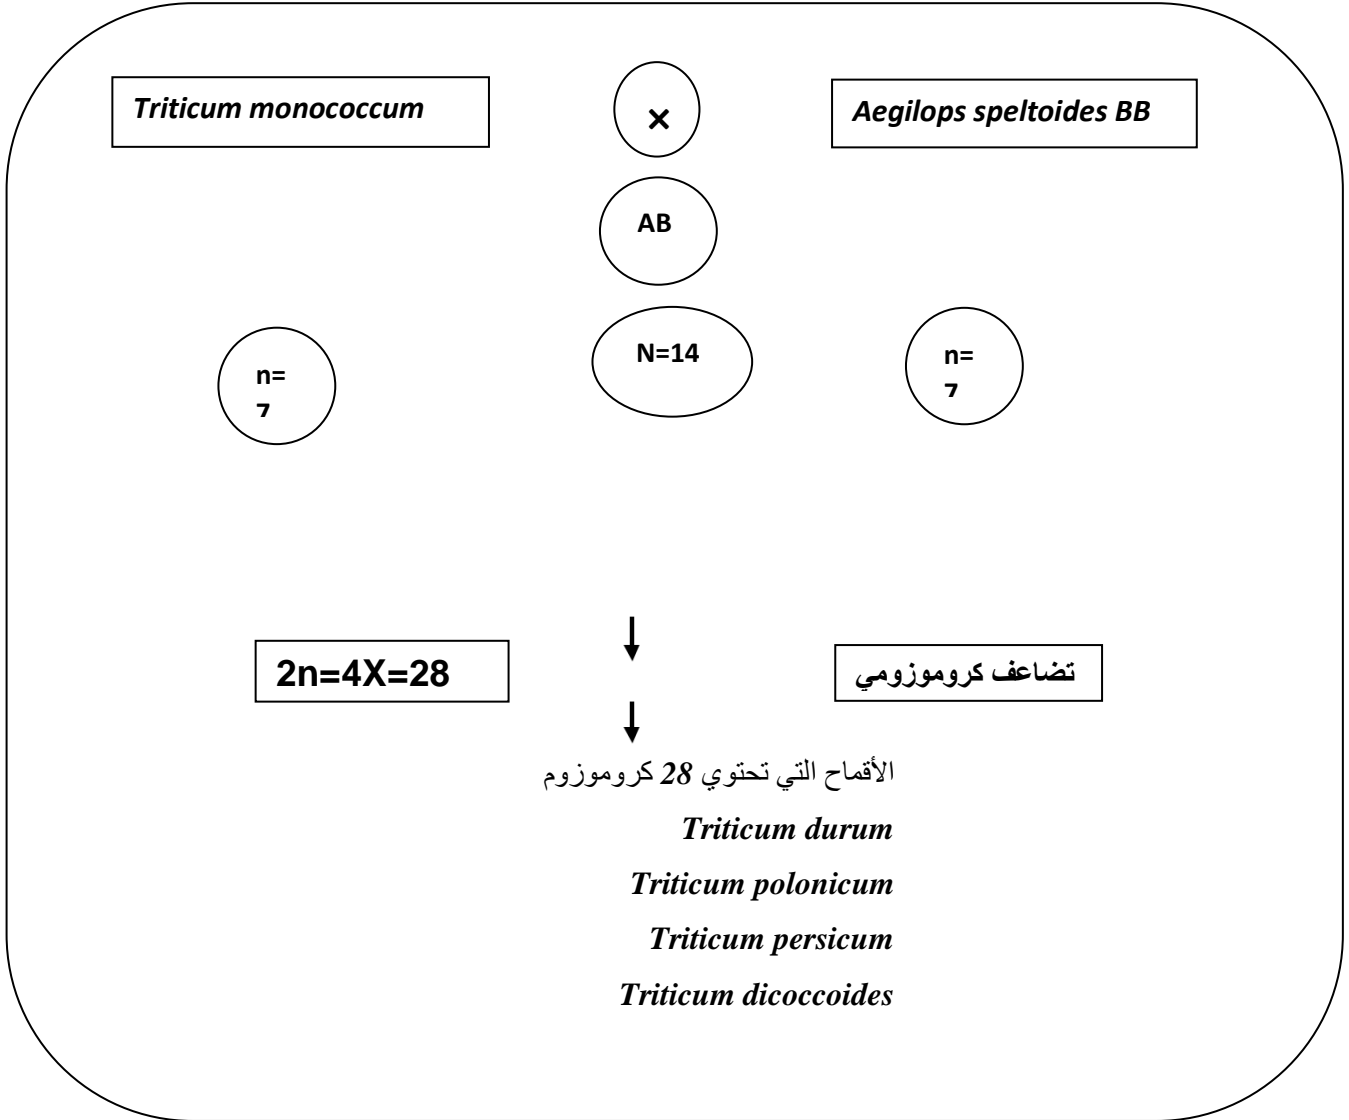 Triticum monococcum
×
Aegilops speltoides BB
AB
n=
7
N=14
n=
7
2n=4X=28
تضاعف كروموزومي
الأقماح التي تحتوي 28 كروموزوم
Triticum durum
Triticum polonicum
Triticum persicum
Triticum dicoccoides